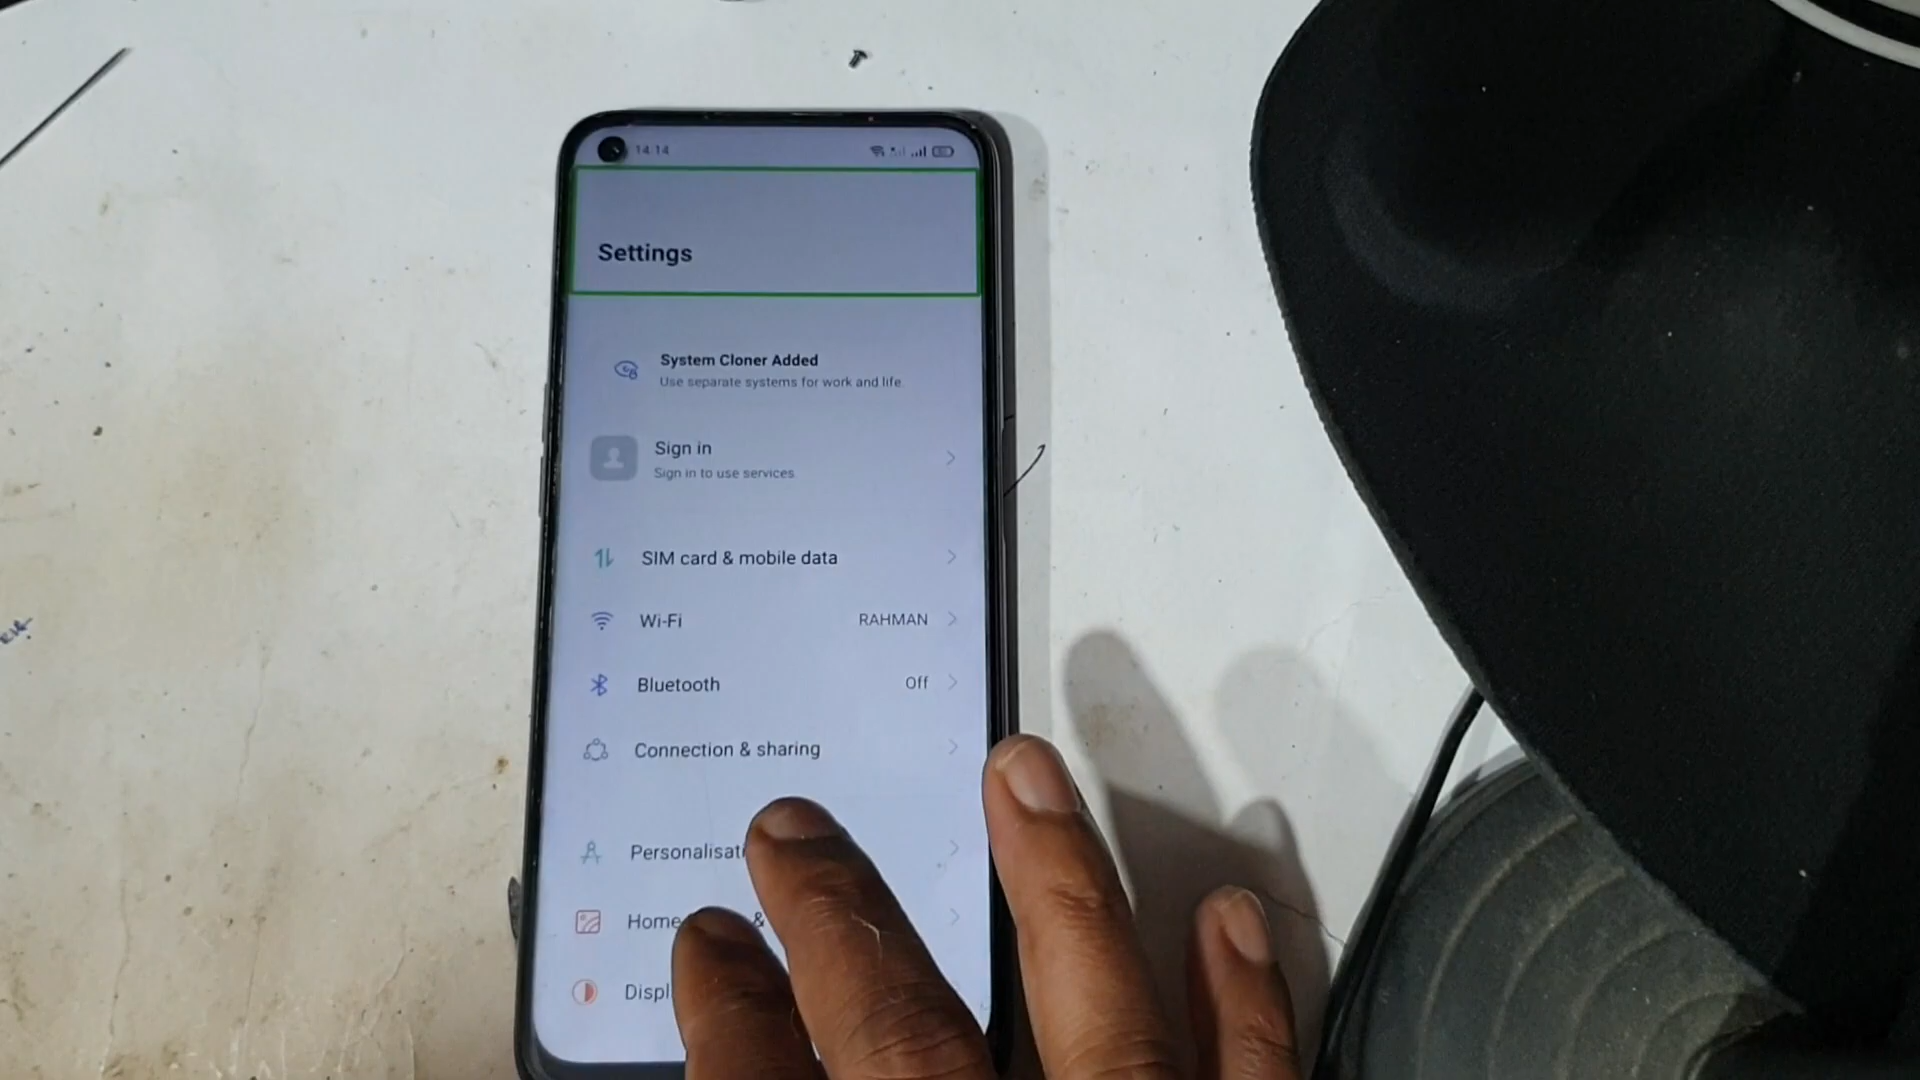 14:14
Settings
System Cloner Added
Use separate systems for work and life.
Sign in
Sign in to use services
SIM card & mobile data
Wi-Fi RAHMAN
Bluetooth Off
Connection & sharing
Personalisati
Home &
Displ